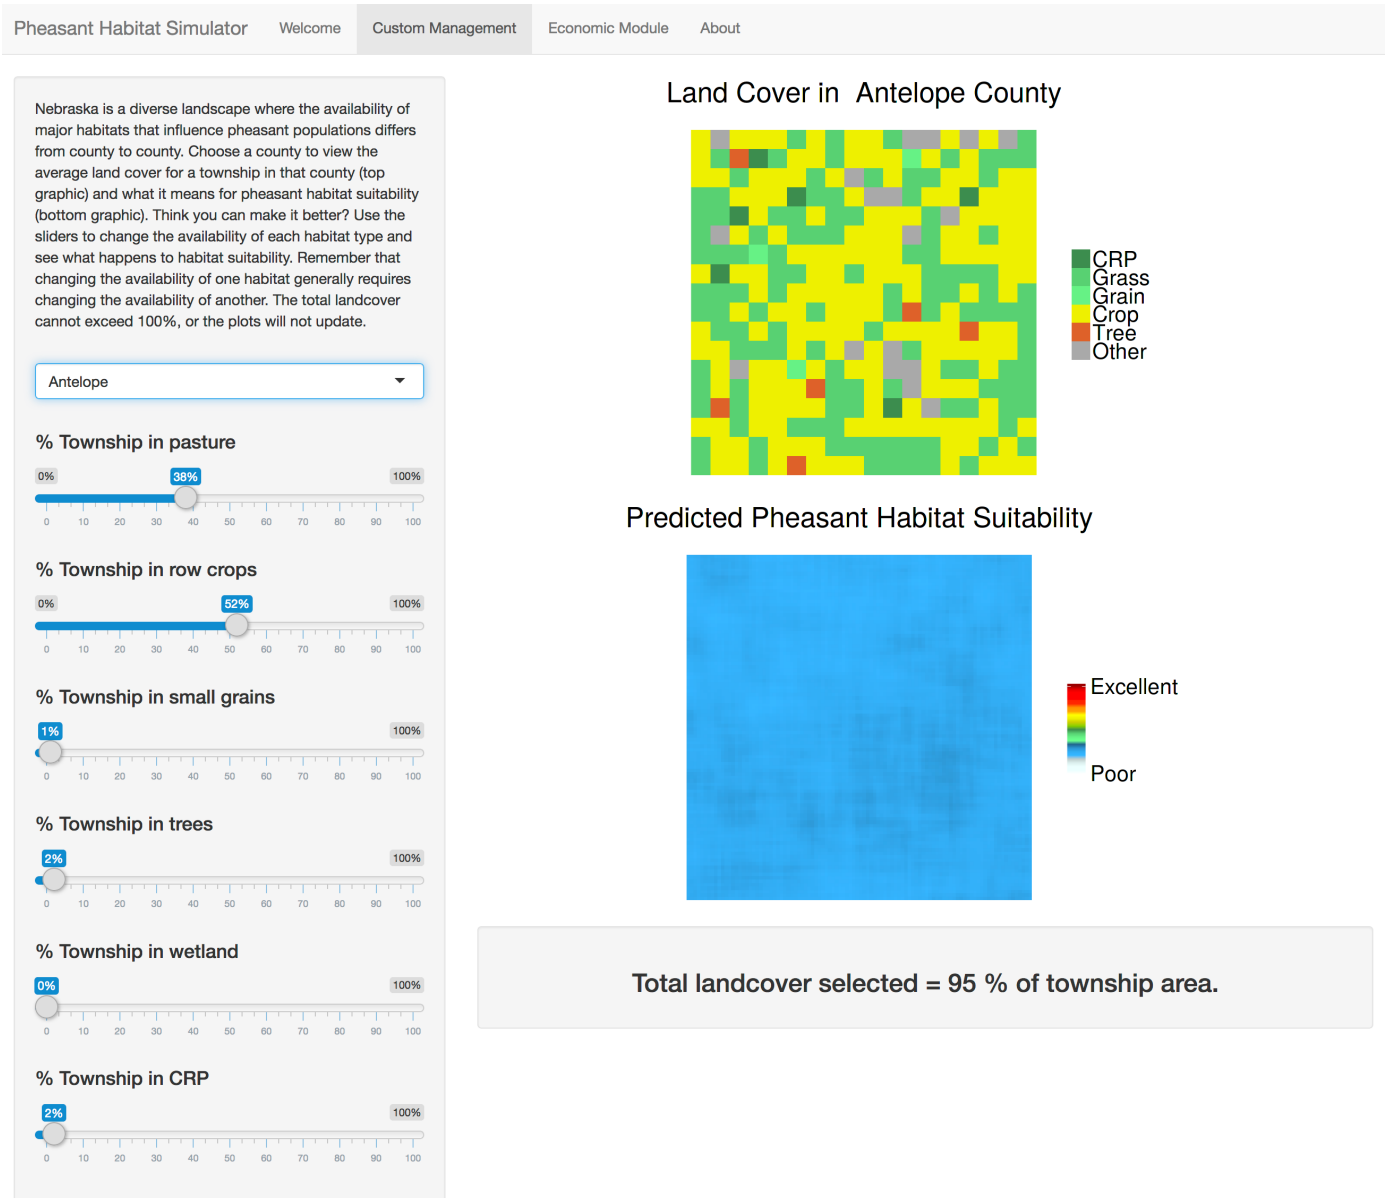 Pheasant Habitat Simulator Welcome Custom Management Economic Module About
Nebraska is a diverse landscape where the availability of
major habitats that influence pheasant populations differs
from county to county. Choose a county to view the
average land cover for a township in that county (top
graphic) and what it means for pheasant habitat suitability
(bottom graphic). Think you can make it better? Use the
sliders to change the availability of each habitat type and
see what happens to habitat suitability. Remember that
changing the availability of one habitat generally requires
changing the availability of another. The total landcover
cannot exceed 100%, or the plots will not update.
Antelope
% Township in pasture
0% 38% 100%
0 10 20 30 40 50 60 70 80 90 100
% Township in row crops
0% 52% 100%
0 10 20 30 40 50 60 70 80 90 100
% Township in small grains
1% 100%
0 10 20 30 40 50 60 70 80 90 100
% Township in trees
2% 100%
0 10 20 30 40 50 60 70 80 90 100
% Township in wetland
0% 100%
0 10 20 30 40 50 60 70 80 90 100
% Township in CRP
2% 100%
0 10 20 30 40 50 60 70 80 90 100
Land Cover in Antelope County
CRP
Grass
Grain
Crop
Tree
Other
Predicted Pheasant Habitat Suitability
Excellent
Poor
Total landcover selected = 95 % of township area.